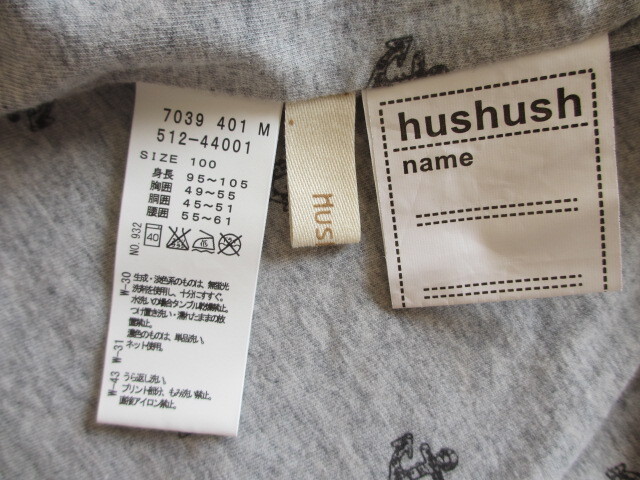 7039 401 M
512-44001
SIZE 100
身長 95~105
胸囲 49~55
胴囲 45~51
腰囲 55~61
NO.932
40
W-30
生成・淡色系のものは、無蛍光
洗剤を使用し、十分にすすぐ。
水洗いの場合タンブル乾燥禁止。
つけ置き洗い・濡れたままの放
置禁止。
W-31
濃色のものは、単品洗い。
ネット使用。
W-43
うら返し洗い。
プリント部分、もみ洗い禁止。
直接アイロン禁止。
Hus
hushush
name